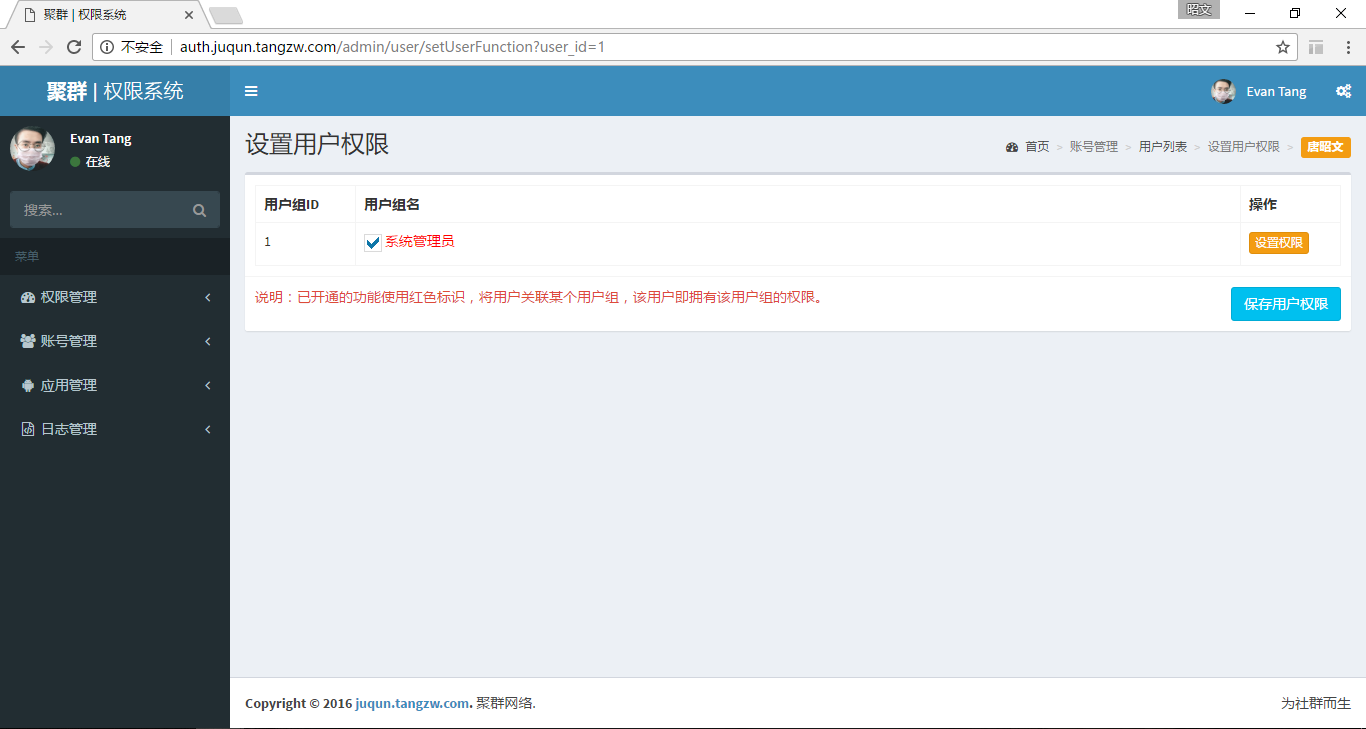 聚群 | 权限系统
昭文
不安全 auth.juqun.tangzw.com/admin/user/setUserFunction?user_id=1
聚群 | 权限系统
Evan Tang
Evan Tang
在线
搜索...
菜单
权限管理
账号管理
应用管理
日志管理
设置用户权限
首页 > 账号管理 > 用户列表 > 设置用户权限 > 唐昭文
用户组ID 用户组名 操作
1 系统管理员 设置权限
说明：已开通的功能使用红色标识，将用户关联某个用户组，该用户即拥有该用户组的权限。
保存用户权限
Copyright © 2016 juqun.tangzw.com. 聚群网络.
为社群而生